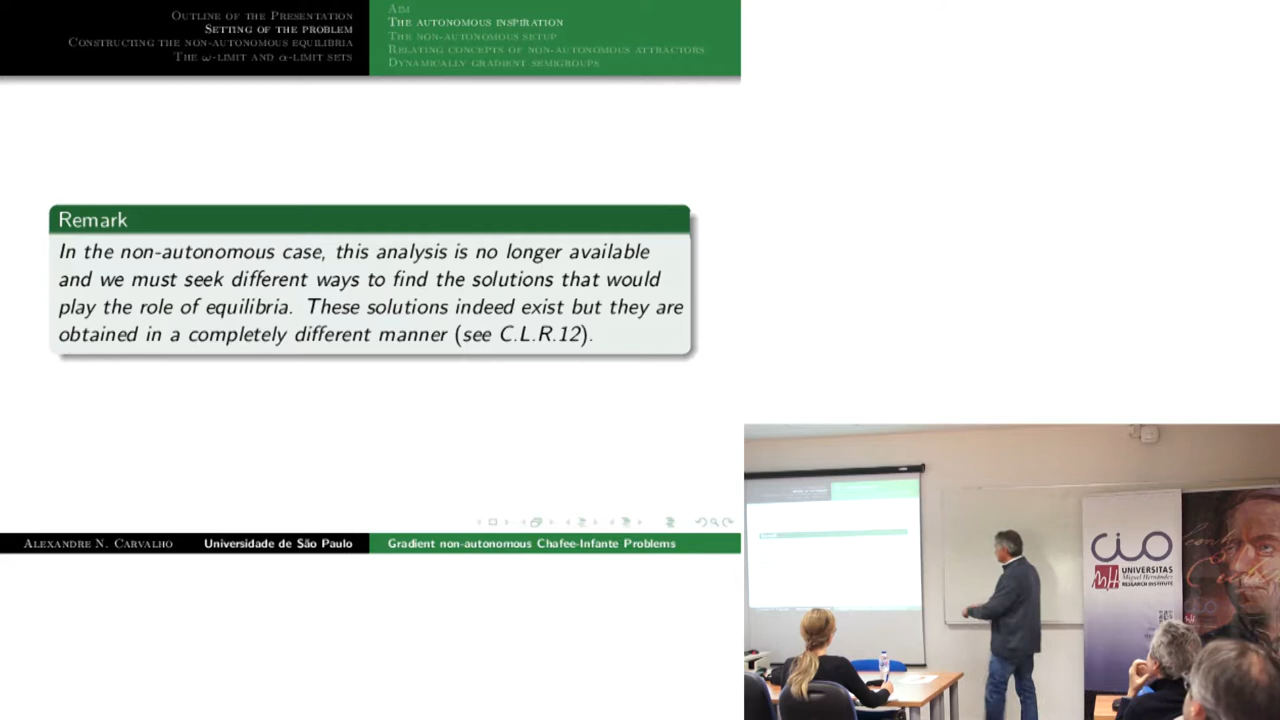 Outline of the Presentation
Setting of the problem
Constructing the non-autonomous equilibria
The ω-limit and α-limit sets
Aim
The autonomous inspiration
The non-autonomous setup
Relating concepts of non-autonomous attractors
Dynamically gradient semigroups
Remark
In the non-autonomous case, this analysis is no longer available
and we must seek different ways to find the solutions that would
play the role of equilibria. These solutions indeed exist but they are
obtained in a completely different manner (see C.L.R.12).
Alexandre N. Carvalho
Universidade de São Paulo
Gradient non-autonomous Chafee-Infante Problems
CIO
UNIVERSITAS
Miguel Hernández
RESEARCH INSTITUTE